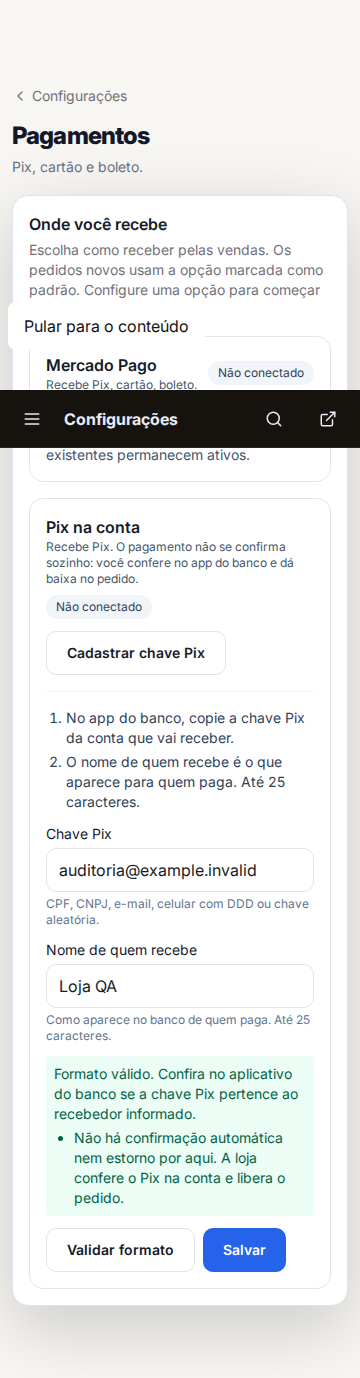 Configurações
Pagamentos
Pix, cartão e boleto.
Onde você recebe
Escolha como receber pelas vendas. Os
pedidos novos usam a opção marcada como
padrão. Configure uma opção para começar
Pular para o conteúdo
Mercado Pago
Não conectado
Recebe Pix, cartão, boleto.
Configurações
existentes permanecem ativos.
Pix na conta
Recebe Pix. O pagamento não se confirma
sozinho: você confere no app do banco e dá
baixa no pedido.
Não conectado
Cadastrar chave Pix
1. No app do banco, copie a chave Pix
da conta que vai receber.
2. O nome de quem recebe é o que
aparece para quem paga. Até 25
caracteres.
Chave Pix
auditoria@example.invalid
CPF, CNPJ, e-mail, celular com DDD ou chave
aleatória.
Nome de quem recebe
Loja QA
Como aparece no banco de quem paga. Até 25
caracteres.
Formato válido. Confira no aplicativo
do banco se a chave Pix pertence ao
recebedor informado.
• Não há confirmação automática
nem estorno por aqui. A loja
confere o Pix na conta e libera o
pedido.
Validar formato
Salvar